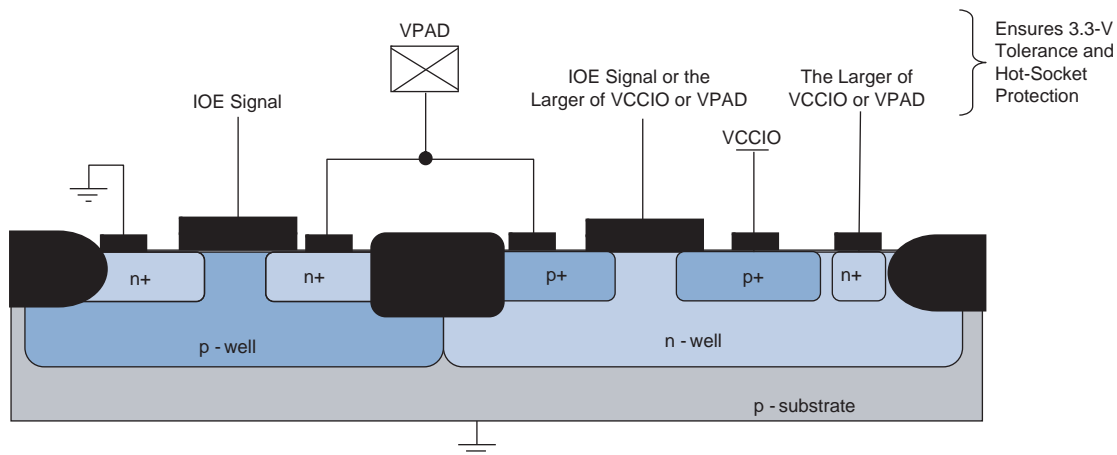 VPAD
IOE Signal
IOE Signal or the
Larger of VCCIO or VPAD
The Larger of
VCCIO or VPAD
Ensures 3.3-V
Tolerance and
Hot-Socket
Protection
VCCIO
n+
n+
p+
p+
n+
p - well
n - well
p - substrate